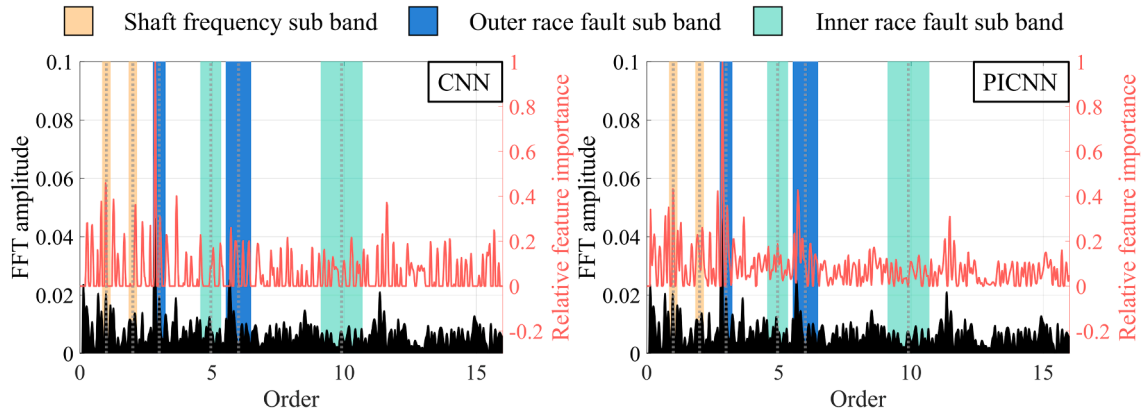 Shaft frequency sub band Outer race fault sub band Inner race fault sub band
CNN
0.1
0.08
0.06
0.04
0.02
0
FFT amplitude
0 5 10 15
Order
1
0.8
0.6
0.4
0.2
0
-0.2
Relative feature importance
PICNN
0.1
0.08
0.06
0.04
0.02
0
FFT amplitude
0 5 10 15
Order
1
0.8
0.6
0.4
0.2
0
-0.2
Relative feature importance